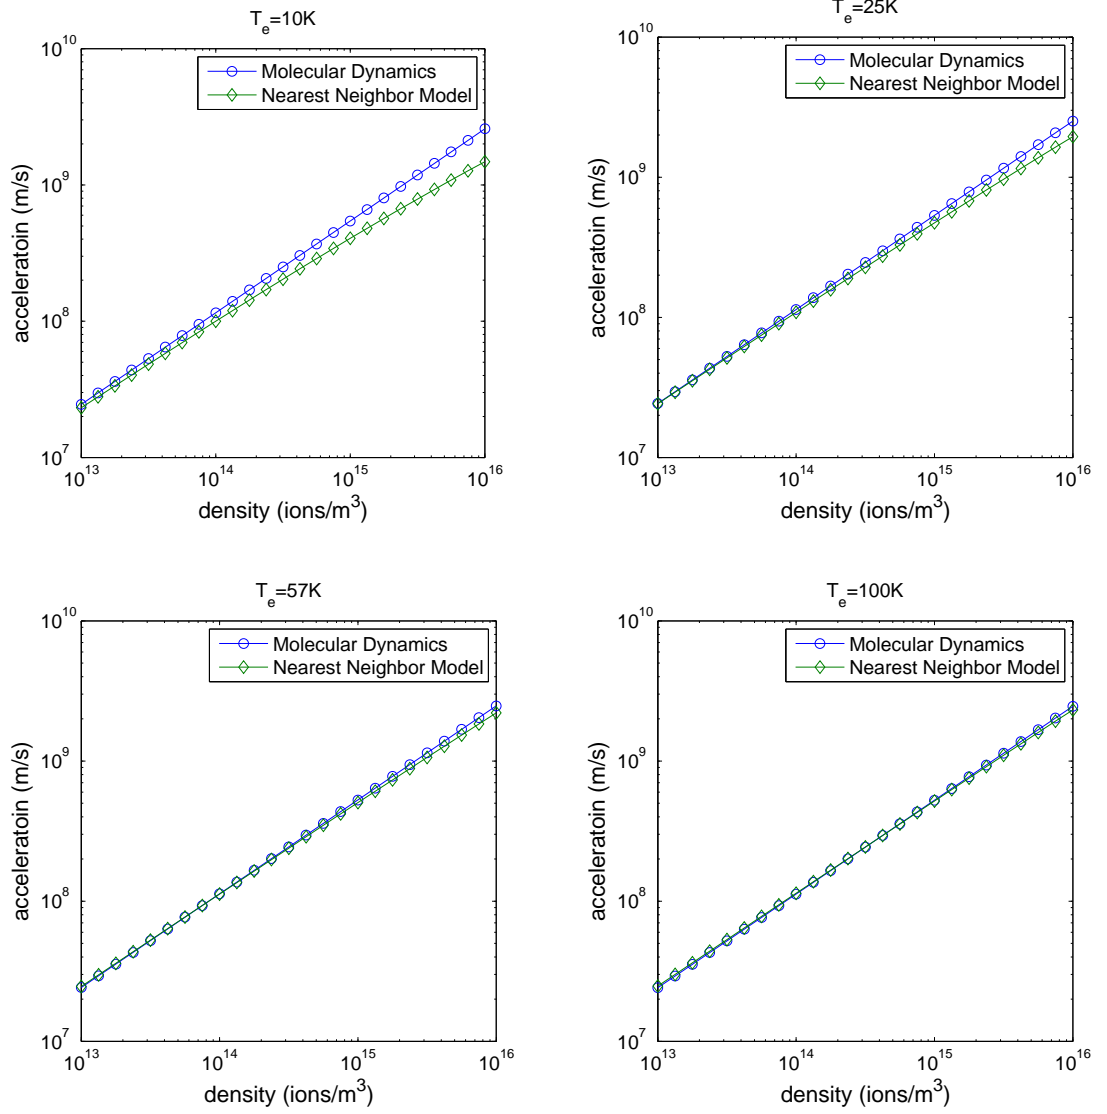 T_e=10K
10^10
10^9
10^8
10^7
acceleratoin (m/s)
Molecular Dynamics
Nearest Neighbor Model
10^13 10^14 10^15 10^16
density (ions/m^3)
T_e=25K
10^10
10^9
10^8
10^7
acceleratoin (m/s)
Molecular Dynamics
Nearest Neighbor Model
10^13 10^14 10^15 10^16
density (ions/m^3)
T_e=57K
10^10
10^9
10^8
10^7
acceleratoin (m/s)
Molecular Dynamics
Nearest Neighbor Model
10^13 10^14 10^15 10^16
density (ions/m^3)
T_e=100K
10^10
10^9
10^8
10^7
acceleratoin (m/s)
Molecular Dynamics
Nearest Neighbor Model
10^13 10^14 10^15 10^16
density (ions/m^3)